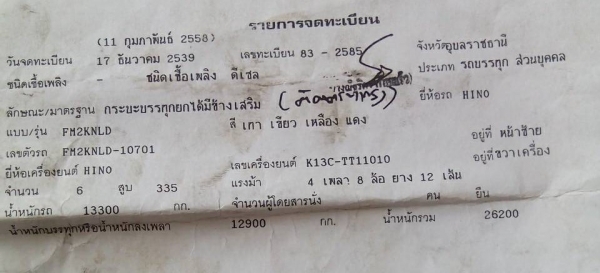 รายการจดทะเบียน
(11 กุมภาพันธ์ 2558)
วันจดทะเบียน 17 ธันวาคม 2539 เลขทะเบียน 83 - 2585 จังหวัดอุบลราชธานี
ชนิดเชื้อเพลิง - ชนิดเชื้อเพลิง ดีเซล ประเภท รถบรรทุก ส่วนบุคคล
ลักษณะ/มาตรฐาน กระบะบรรทุกยกได้มีข้างเสริม ยี่ห้อรถ HINO
แบบ/รุ่น FM2KNLD สี เทา เขียว เหลือง แดง
เลขตัวรถ FM2KNLD-10701 อยู่ที่ หน้าซ้าย
ยี่ห้อเครื่องยนต์ HINO เลขเครื่องยนต์ K13C-TT11010 อยู่ที่ขวาเครื่อง
จำนวน 6 สูบ 335 แรงม้า 4 เพลา 8 ล้อ ยาง 12 เส้น
น้ำหนักรถ 13300 กก. จำนวนผู้โดยสารนั่ง คน ยืน
น้ำหนักบรรทุกหรือน้ำหนักลงเพลา 12900 กก. น้ำหนักรวม 26200